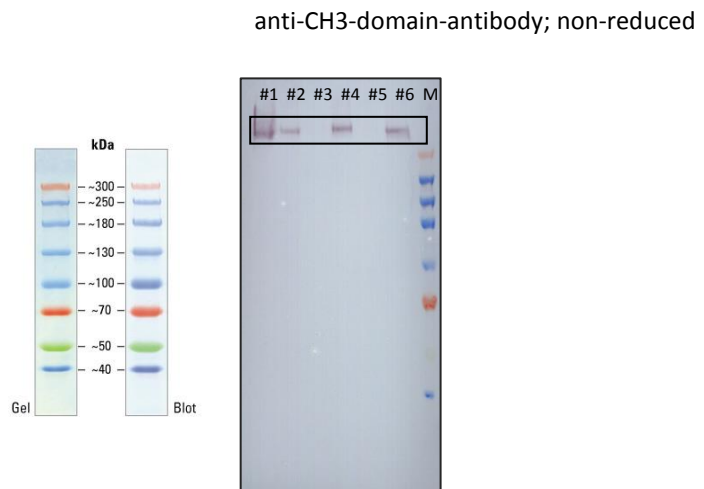 anti-CH3-domain-antibody; non-reduced
#1 #2 #3 #4 #5 #6 M
kDa
~300
~250
~180
~130
~100
~70
~50
~40
Gel
Blot